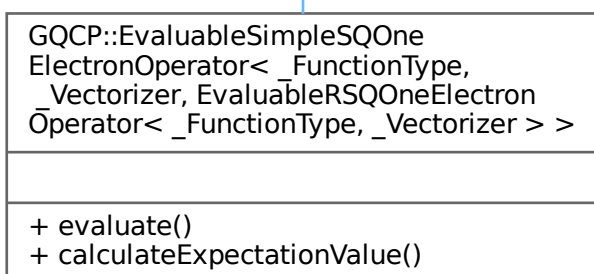 GQCP::EvaluableSimpleSQOne
ElectronOperator< _FunctionType,
_Vectorizer, EvaluableRSQOneElectron
Operator< _FunctionType, _Vectorizer > >
+ evaluate()
+ calculateExpectationValue()